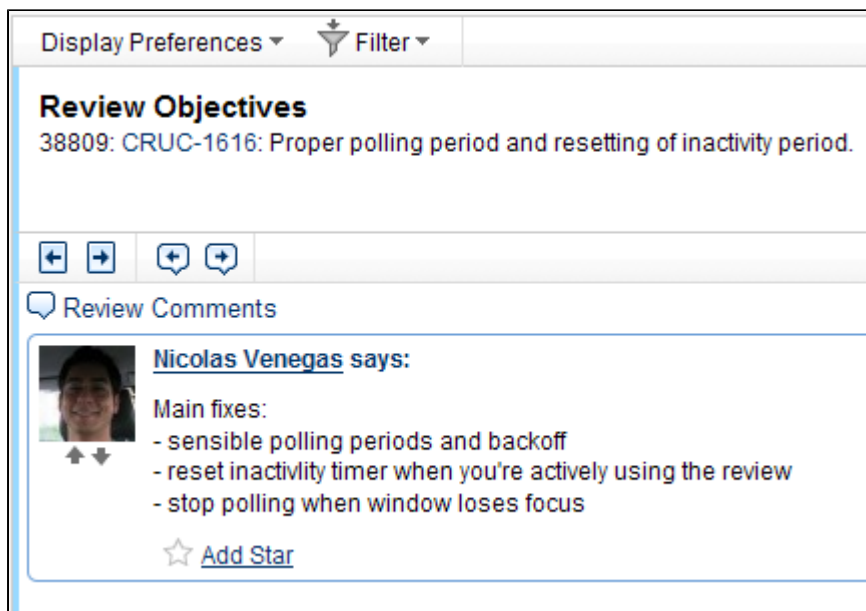 Display Preferences Filter
Review Objectives
38809: CRUC-1616: Proper polling period and resetting of inactivity period.
Review Comments
Nicolas Venegas says:
Main fixes:
- sensible polling periods and backoff
- reset inactivlity timer when you're actively using the review
- stop polling when window loses focus
Add Star